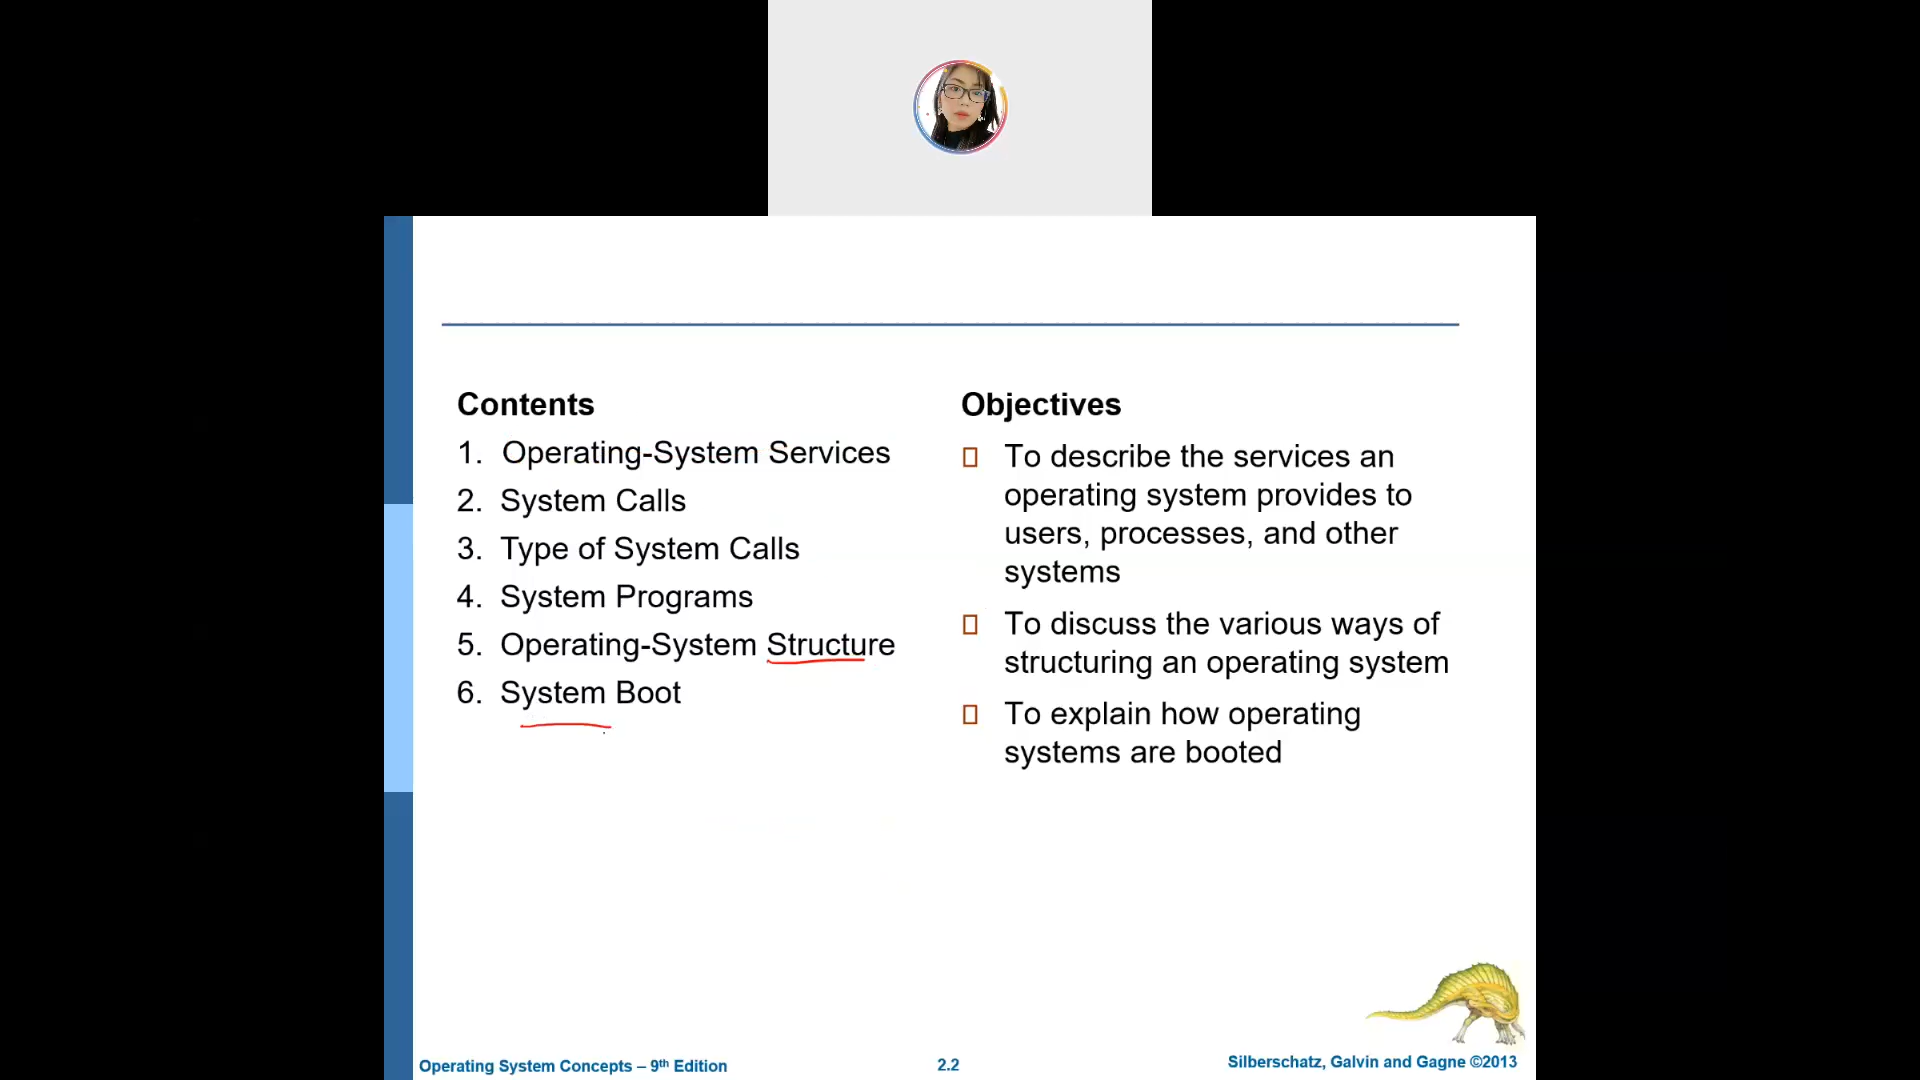 Contents
1. Operating-System Services
2. System Calls
3. Type of System Calls
4. System Programs
5. Operating-System Structure
6. System Boot
Objectives
To describe the services an
operating system provides to
users, processes, and other
systems
To discuss the various ways of
structuring an operating system
To explain how operating
systems are booted
Operating System Concepts – 9th Edition
2.2
Silberschatz, Galvin and Gagne ©2013